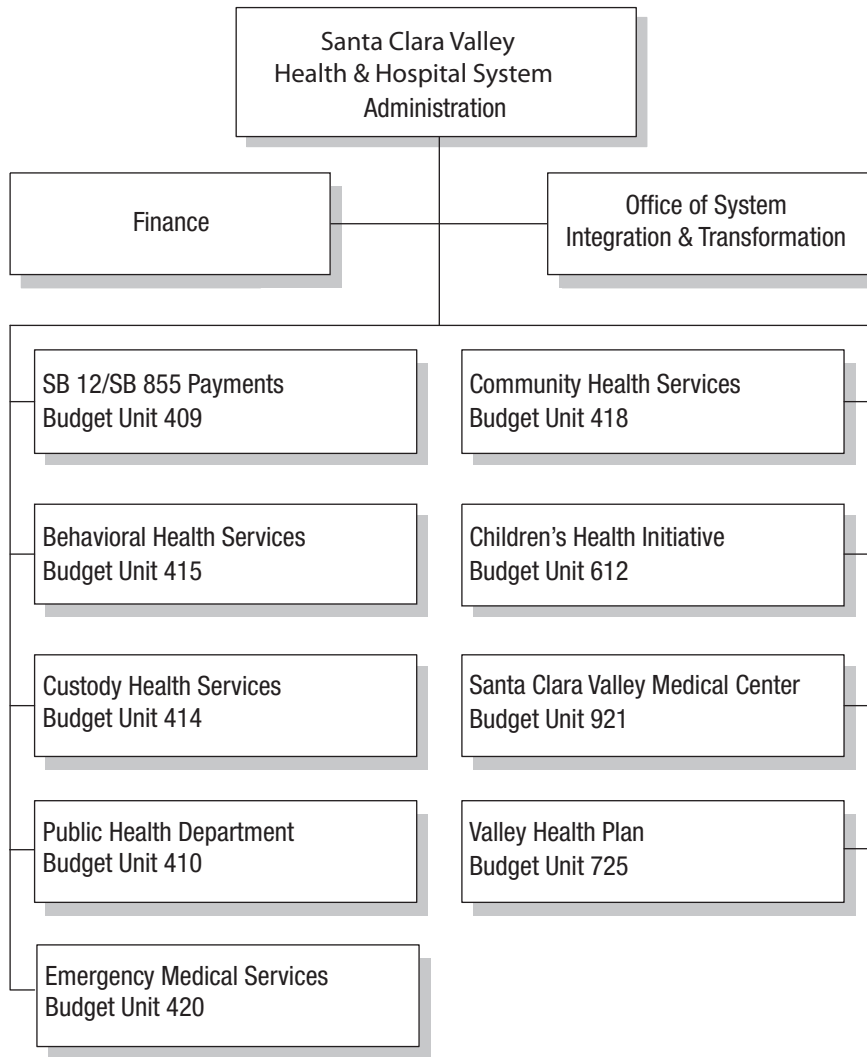 Santa Clara Valley
Health & Hospital System
Administration
Finance
Office of System
Integration & Transformation
SB 12/SB 855 Payments
Budget Unit 409
Community Health Services
Budget Unit 418
Behavioral Health Services
Budget Unit 415
Children’s Health Initiative
Budget Unit 612
Custody Health Services
Budget Unit 414
Santa Clara Valley Medical Center
Budget Unit 921
Public Health Department
Budget Unit 410
Valley Health Plan
Budget Unit 725
Emergency Medical Services
Budget Unit 420